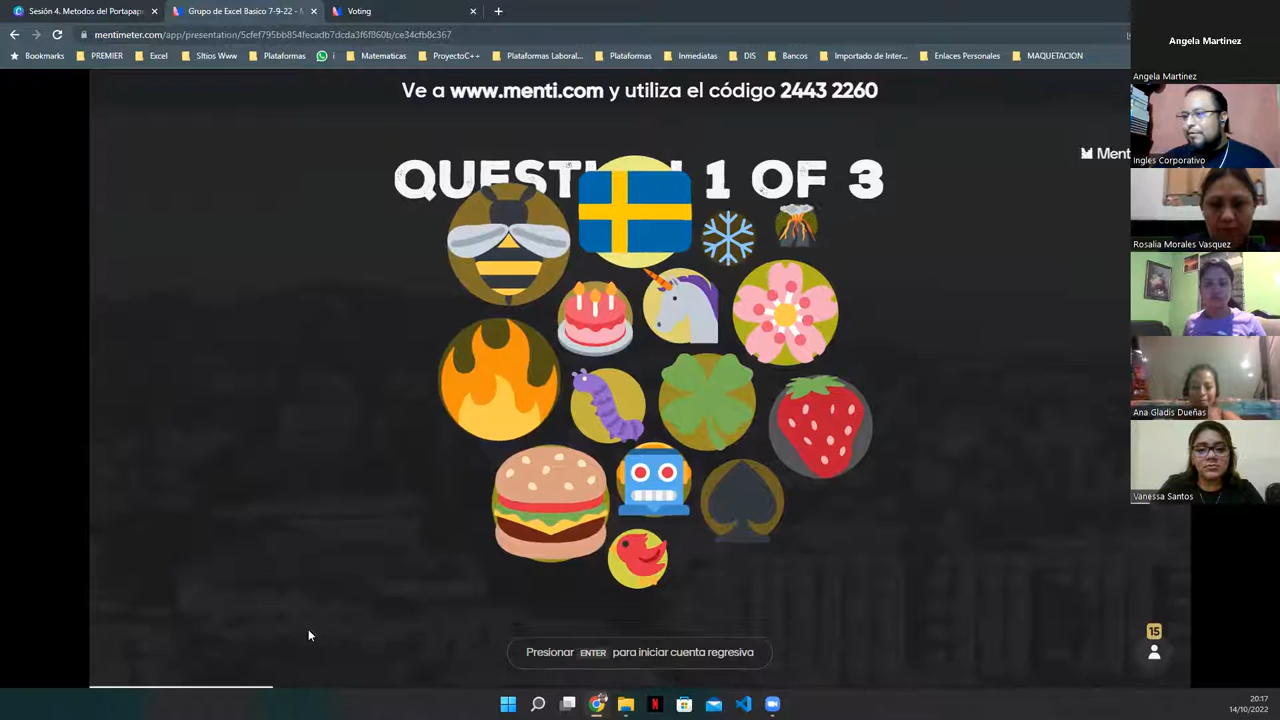 Sesión 4. Metodos del Portapape
Grupo de Excel Basico 7-9-22 - M
Voting
mentimeter.com/app/presentation/5cfef795bb854fecadb7dcda3f6f860b/ce34cfb8c367
Bookmarks
PREMIER
Excel
SItios Www
Plataformas
i
Matematicas
ProyectoC++
Plataformas Laboral...
Plataformas
Inmediatas
DIS
Bancos
Importado de Inter...
Enlaces Personales
MAQUETACION
Ve a www.menti.com y utiliza el código 2443 2260
Menti
QUESTI 1 OF 3
Presionar ENTER para iniciar cuenta regresiva
15
Angela Martinez
Angela Martinez
Ingles Corporativo
Rosalia Morales Vasquez
Ana Gladis Dueñas
Vanessa Santos
20:17
14/10/2022